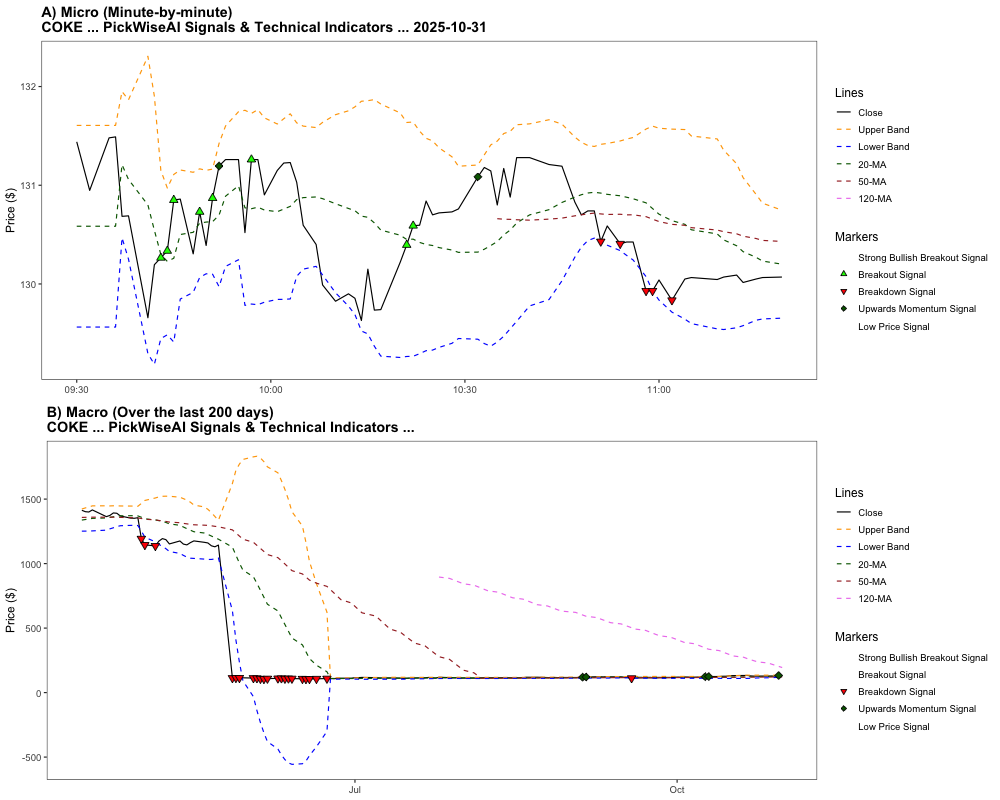 A) Micro (Minute-by-minute)
COKE ... PickWiseAI Signals & Technical Indicators ... 2025-10-31
Price ($)
132
131
130
09:30
10:00
10:30
11:00
Lines
Close
Upper Band
Lower Band
20-MA
50-MA
120-MA
Markers
Strong Bullish Breakout Signal
Breakout Signal
Breakdown Signal
Upwards Momentum Signal
Low Price Signal
B) Macro (Over the last 200 days)
COKE ... PickWiseAI Signals & Technical Indicators ...
Price ($)
1500
1000
500
0
-500
Jul
Oct
Lines
Close
Upper Band
Lower Band
20-MA
50-MA
120-MA
Markers
Strong Bullish Breakout Signal
Breakout Signal
Breakdown Signal
Upwards Momentum Signal
Low Price Signal